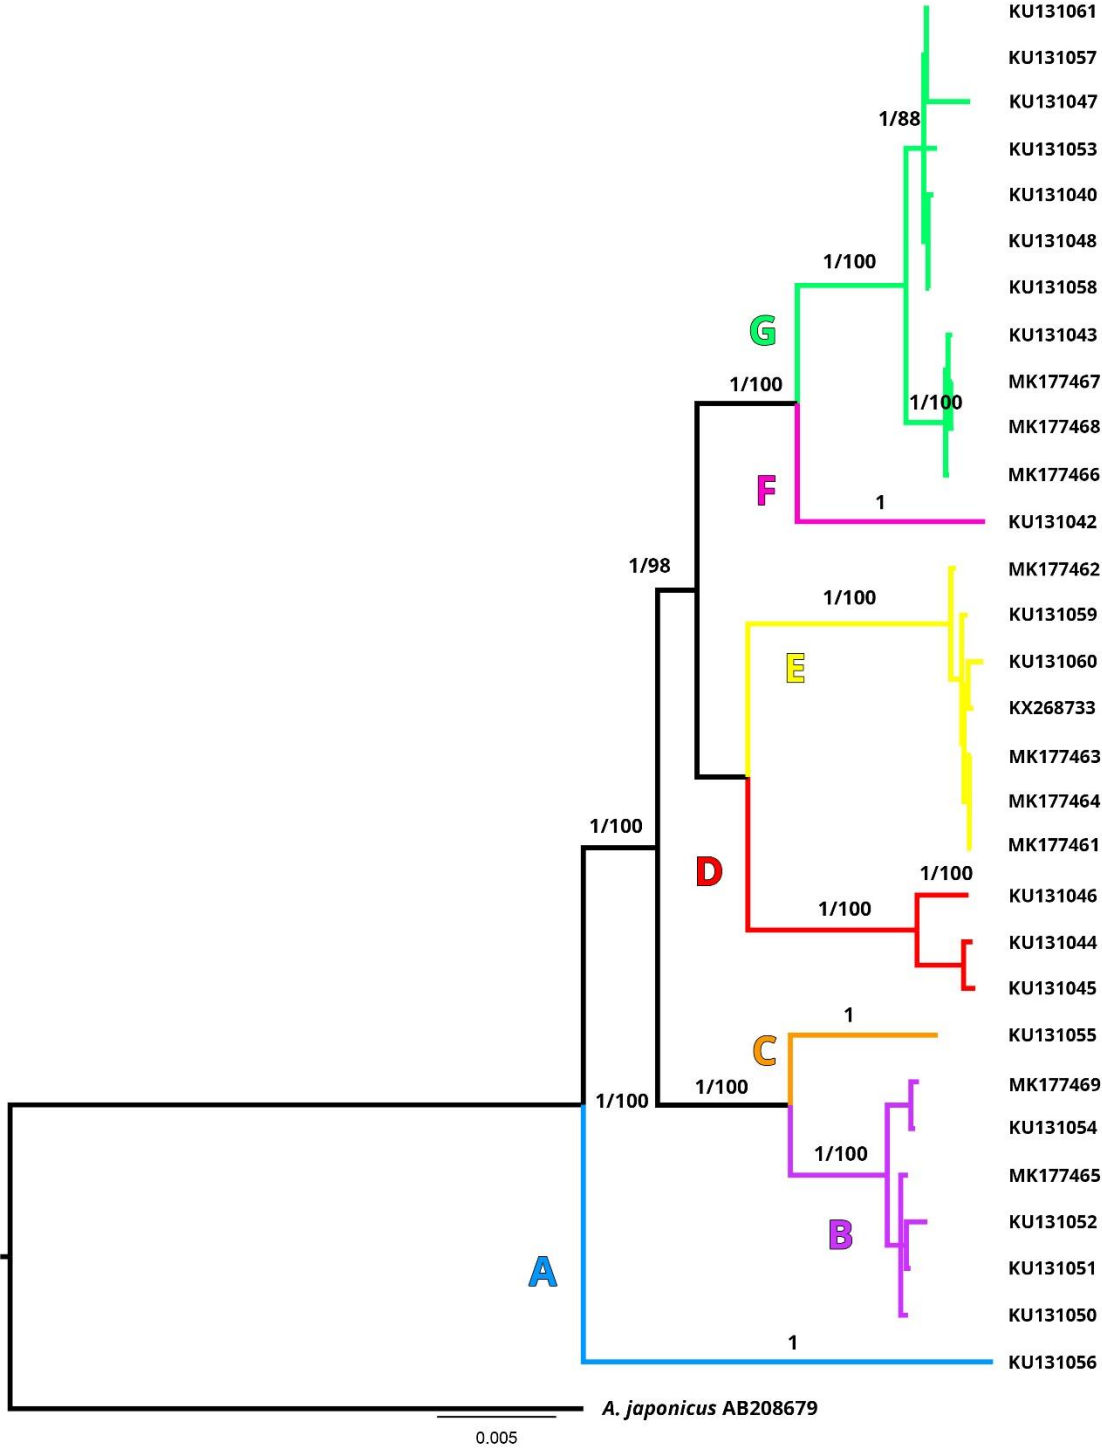 KU131061
KU131057
KU131047
1/88
KU131053
KU131040
KU131048
1/100
KU131058
G
KU131043
1/100
MK177467
1/100
MK177468
MK177466
F
1
KU131042
1/98
MK177462
1/100
KU131059
E
KU131060
KX268733
MK177463
MK177464
1/100
MK177461
D
1/100
KU131046
1/100
KU131044
KU131045
1
KU131055
C
1/100
MK177469
1/100
KU131054
1/100
MK177465
B
KU131052
KU131051
A
KU131050
1
KU131056
A. japonicus AB208679
0.005